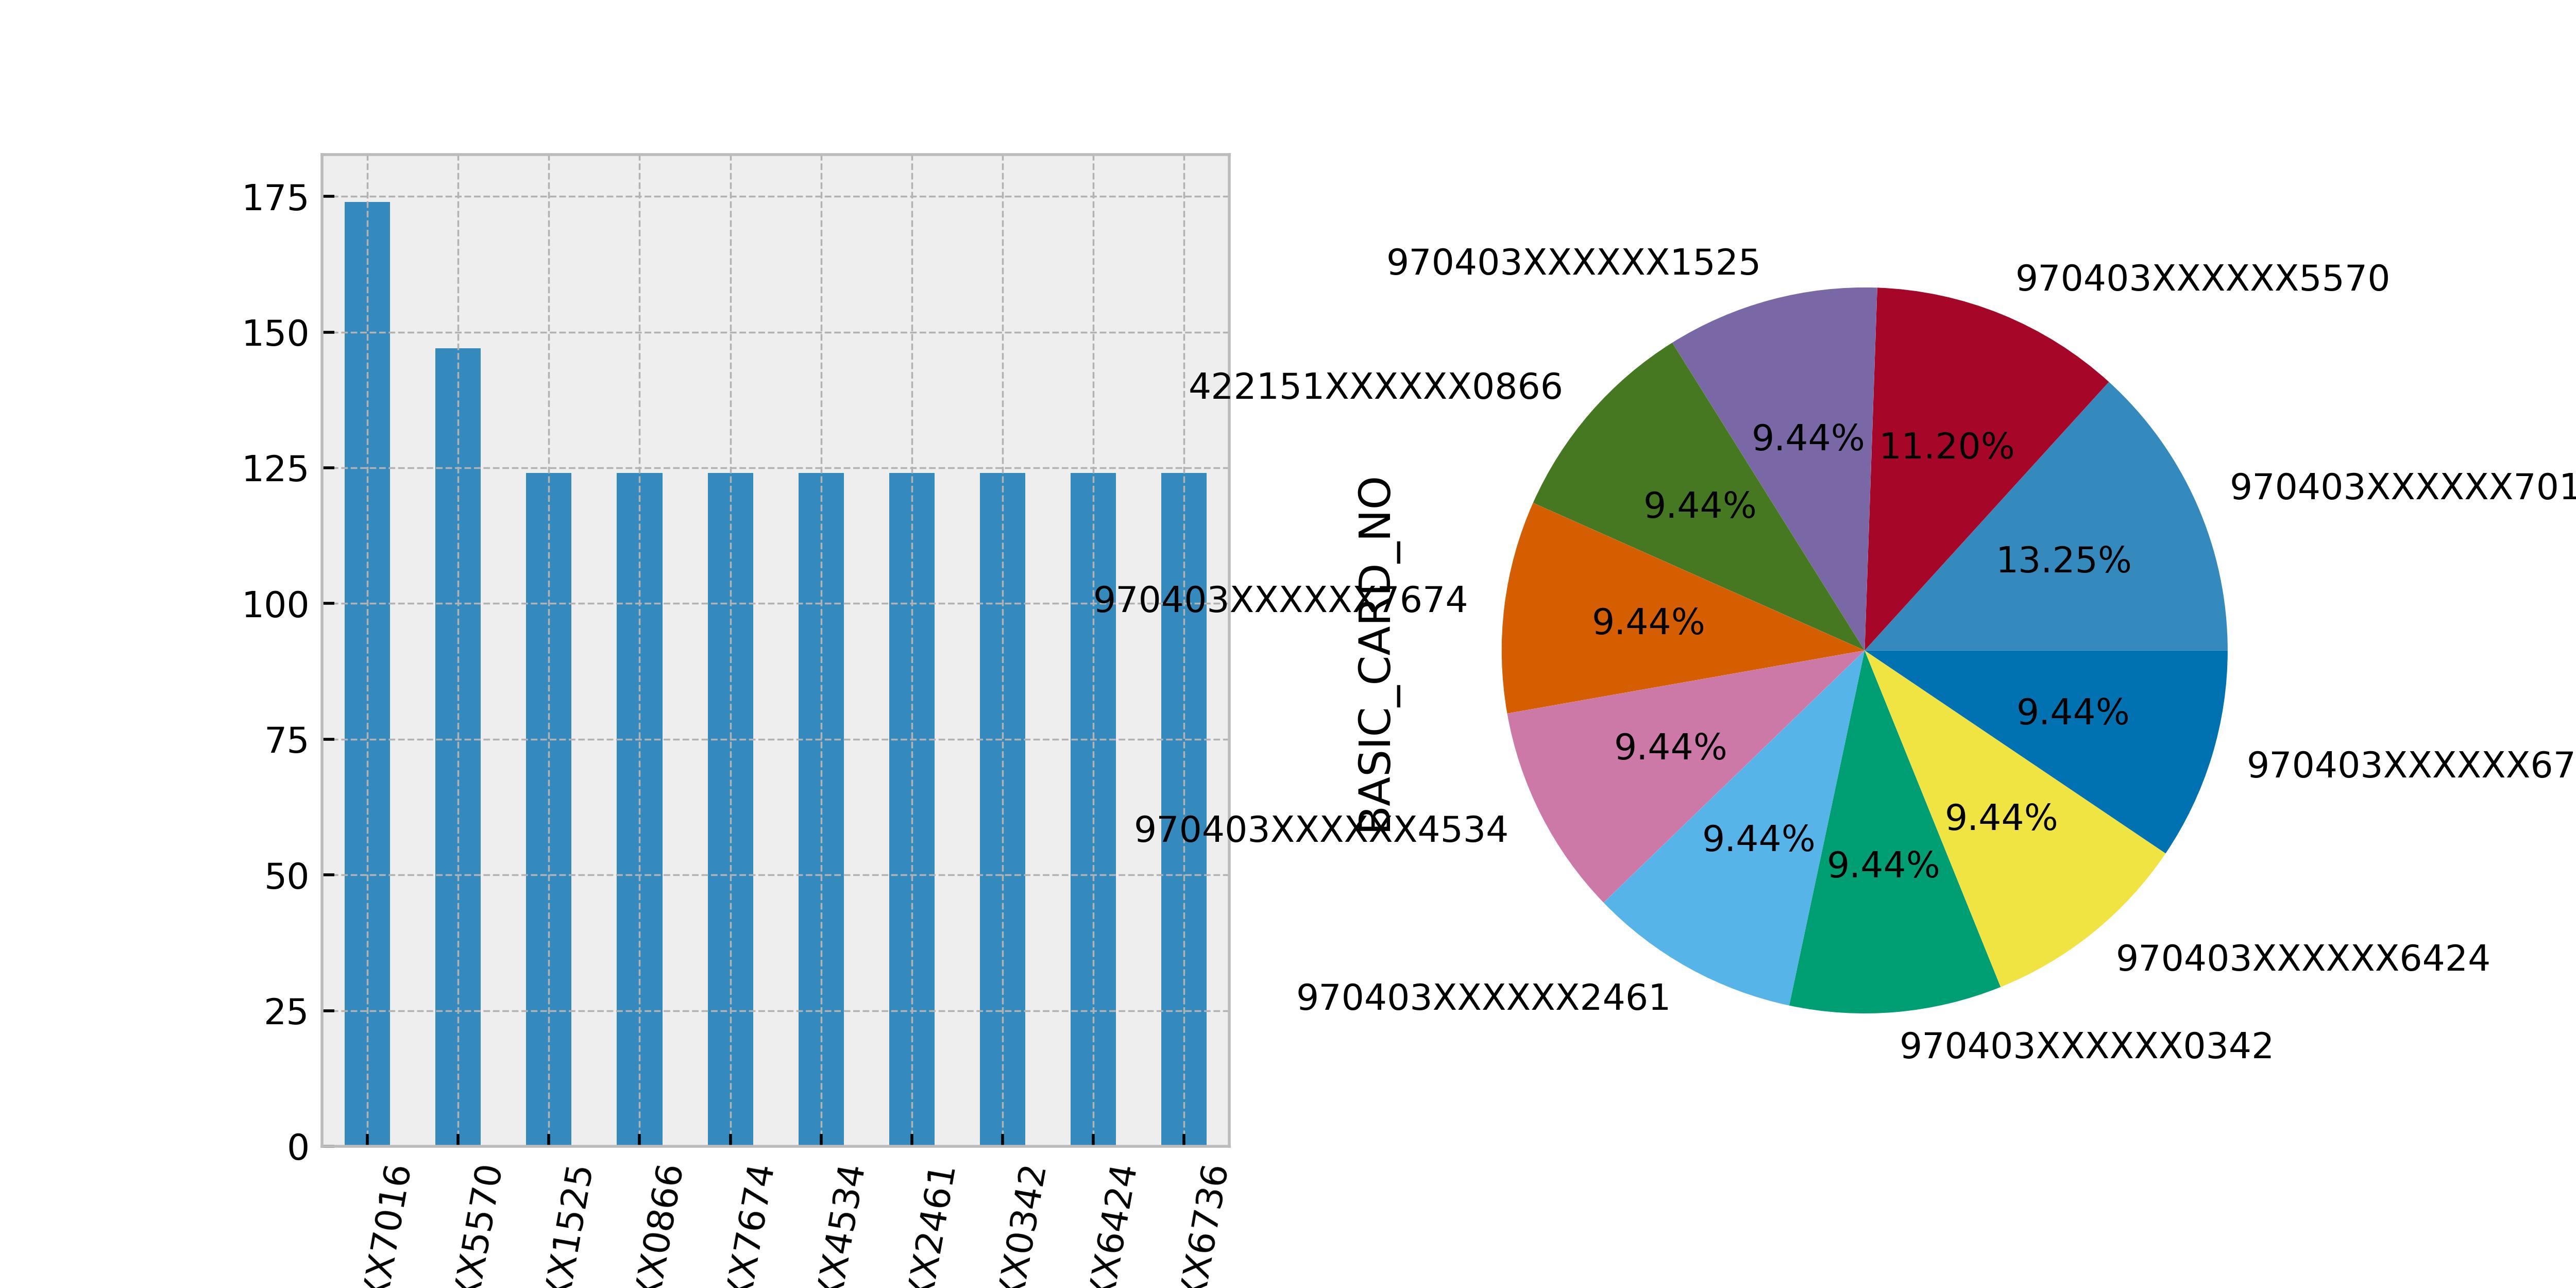 175
150
125
100
75
50
25
0
XX7016
XX5570
XX1525
XX0866
XX7674
XX4534
XX2461
XX0342
XX6424
XX6736
BASIC_CARD_NO
970403XXXXXX1525
970403XXXXXX5570
422151XXXXXX0866
970403XXXXXX701
970403XXXXXX7674
970403XXXXXX4534
970403XXXXXX67
970403XXXXXX2461
970403XXXXXX6424
970403XXXXXX0342
9.44%
11.20%
9.44%
13.25%
9.44%
9.44%
9.44%
9.44%
9.44%
9.44%